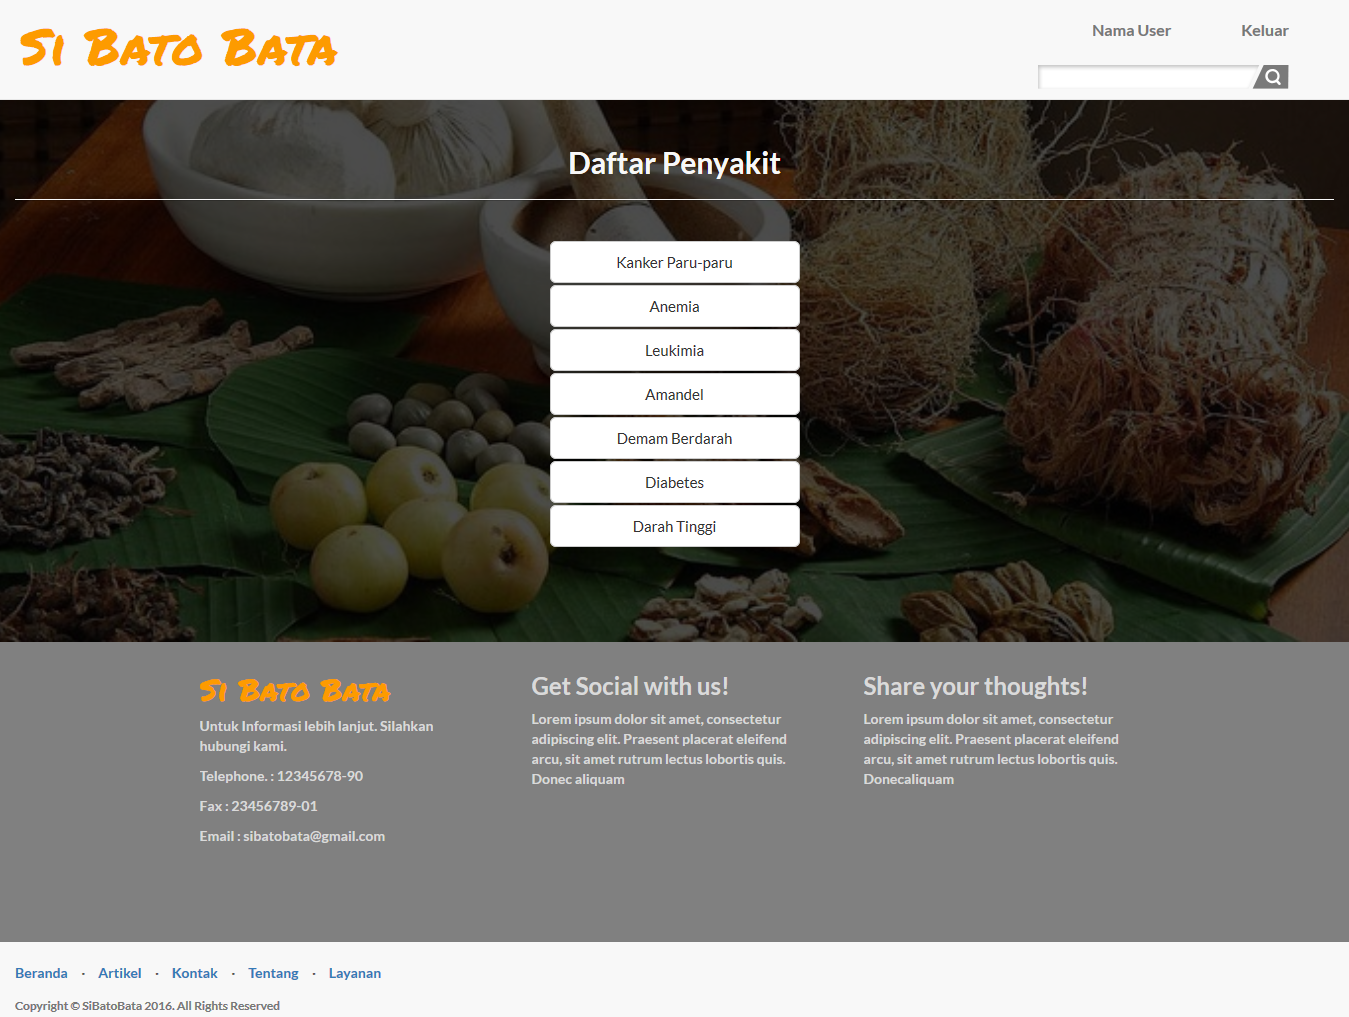 Si Bato Bata
Nama User
Keluar
Daftar Penyakit
Kanker Paru-paru
Anemia
Leukimia
Amandel
Demam Berdarah
Diabetes
Darah Tinggi
Si Bato Bata
Untuk Informasi lebih lanjut. Silahkan
hubungi kami.
Telephone. : 12345678-90
Fax : 23456789-01
Email : sibatobata@gmail.com
Get Social with us!
Lorem ipsum dolor sit amet, consectetur
adipiscing elit. Praesent placerat eleifend
arcu, sit amet rutrum lectus lobortis quis.
Donec aliquam
Share your thoughts!
Lorem ipsum dolor sit amet, consectetur
adipiscing elit. Praesent placerat eleifend
arcu, sit amet rutrum lectus lobortis quis.
Donecaliquam
Beranda · Artikel · Kontak · Tentang · Layanan
Copyright © SiBatoBata 2016. All Rights Reserved